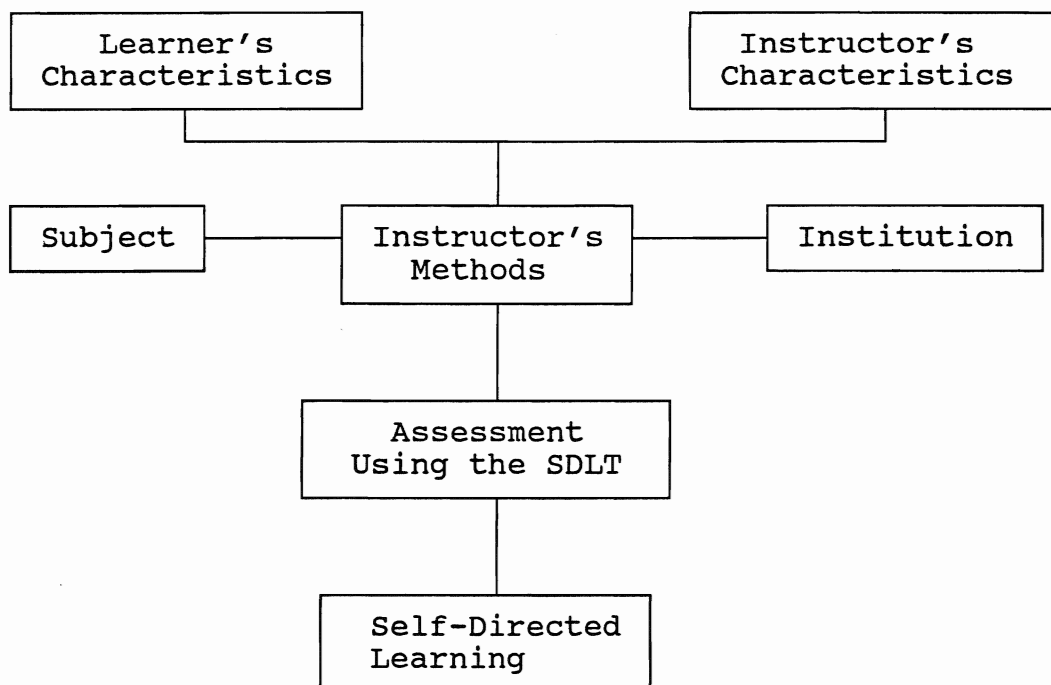 Learner's
Characteristics
Instructor's
Characteristics
Subject
Instructor's
Methods
Institution
Assessment
Using the SDLT
Self-Directed
Learning